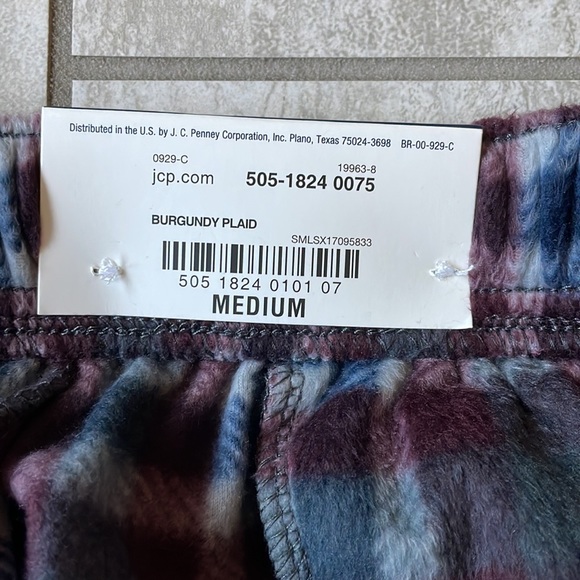 Distributed in the U.S. by J. C. Penney Corporation, Inc. Plano, Texas 75024-3698 BR-00-929-C
0929-C 19963-8
jcp.com 505-1824 0075
BURGUNDY PLAID
SMLSX17095833
505 1824 0101 07
MEDIUM